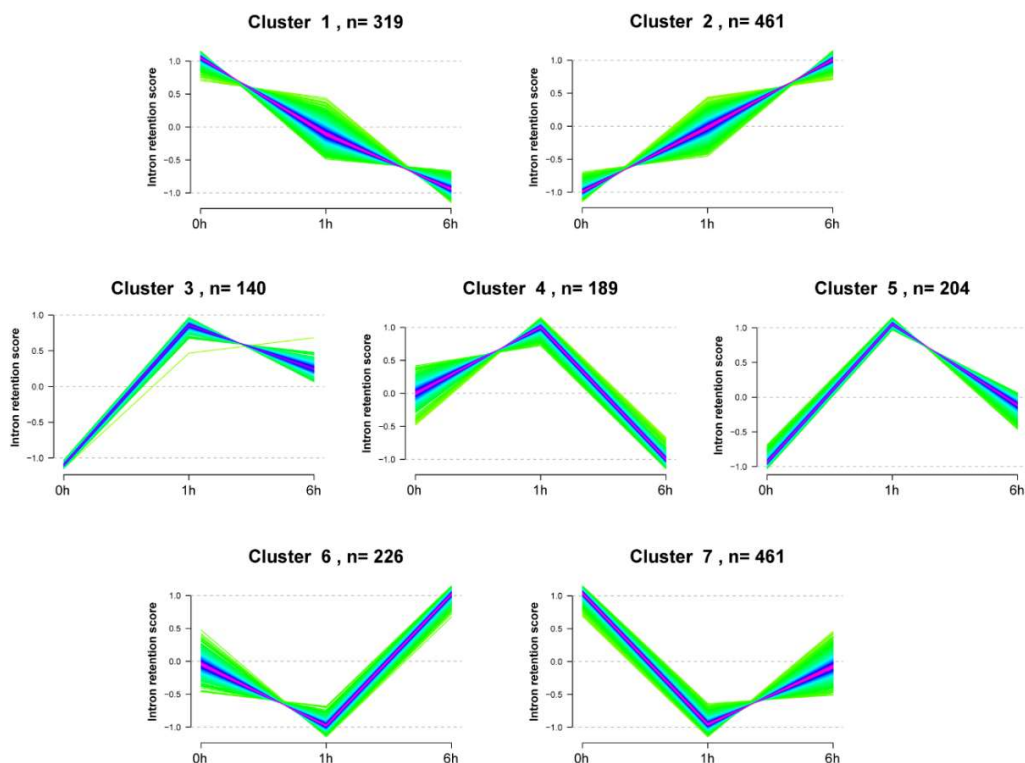 Cluster 1 , n= 319
Intron retention score
1.0
0.5
0.0
−0.5
−1.0
0h 1h 6h
Cluster 2 , n= 461
Intron retention score
1.0
0.5
0.0
−0.5
−1.0
0h 1h 6h
Cluster 3 , n= 140
Intron retention score
1.0
0.5
0.0
−1.0
0h 1h 6h
Cluster 4 , n= 189
Intron retention score
1.0
0.5
0.0
−0.5
−1.0
0h 1h 6h
Cluster 5 , n= 204
Intron retention score
1.0
0.5
0.0
−0.5
−1.0
0h 1h 6h
Cluster 6 , n= 226
Intron retention score
1.0
0.5
0.0
−0.5
−1.0
0h 1h 6h
Cluster 7 , n= 461
Intron retention score
1.0
0.5
0.0
−0.5
−1.0
0h 1h 6h